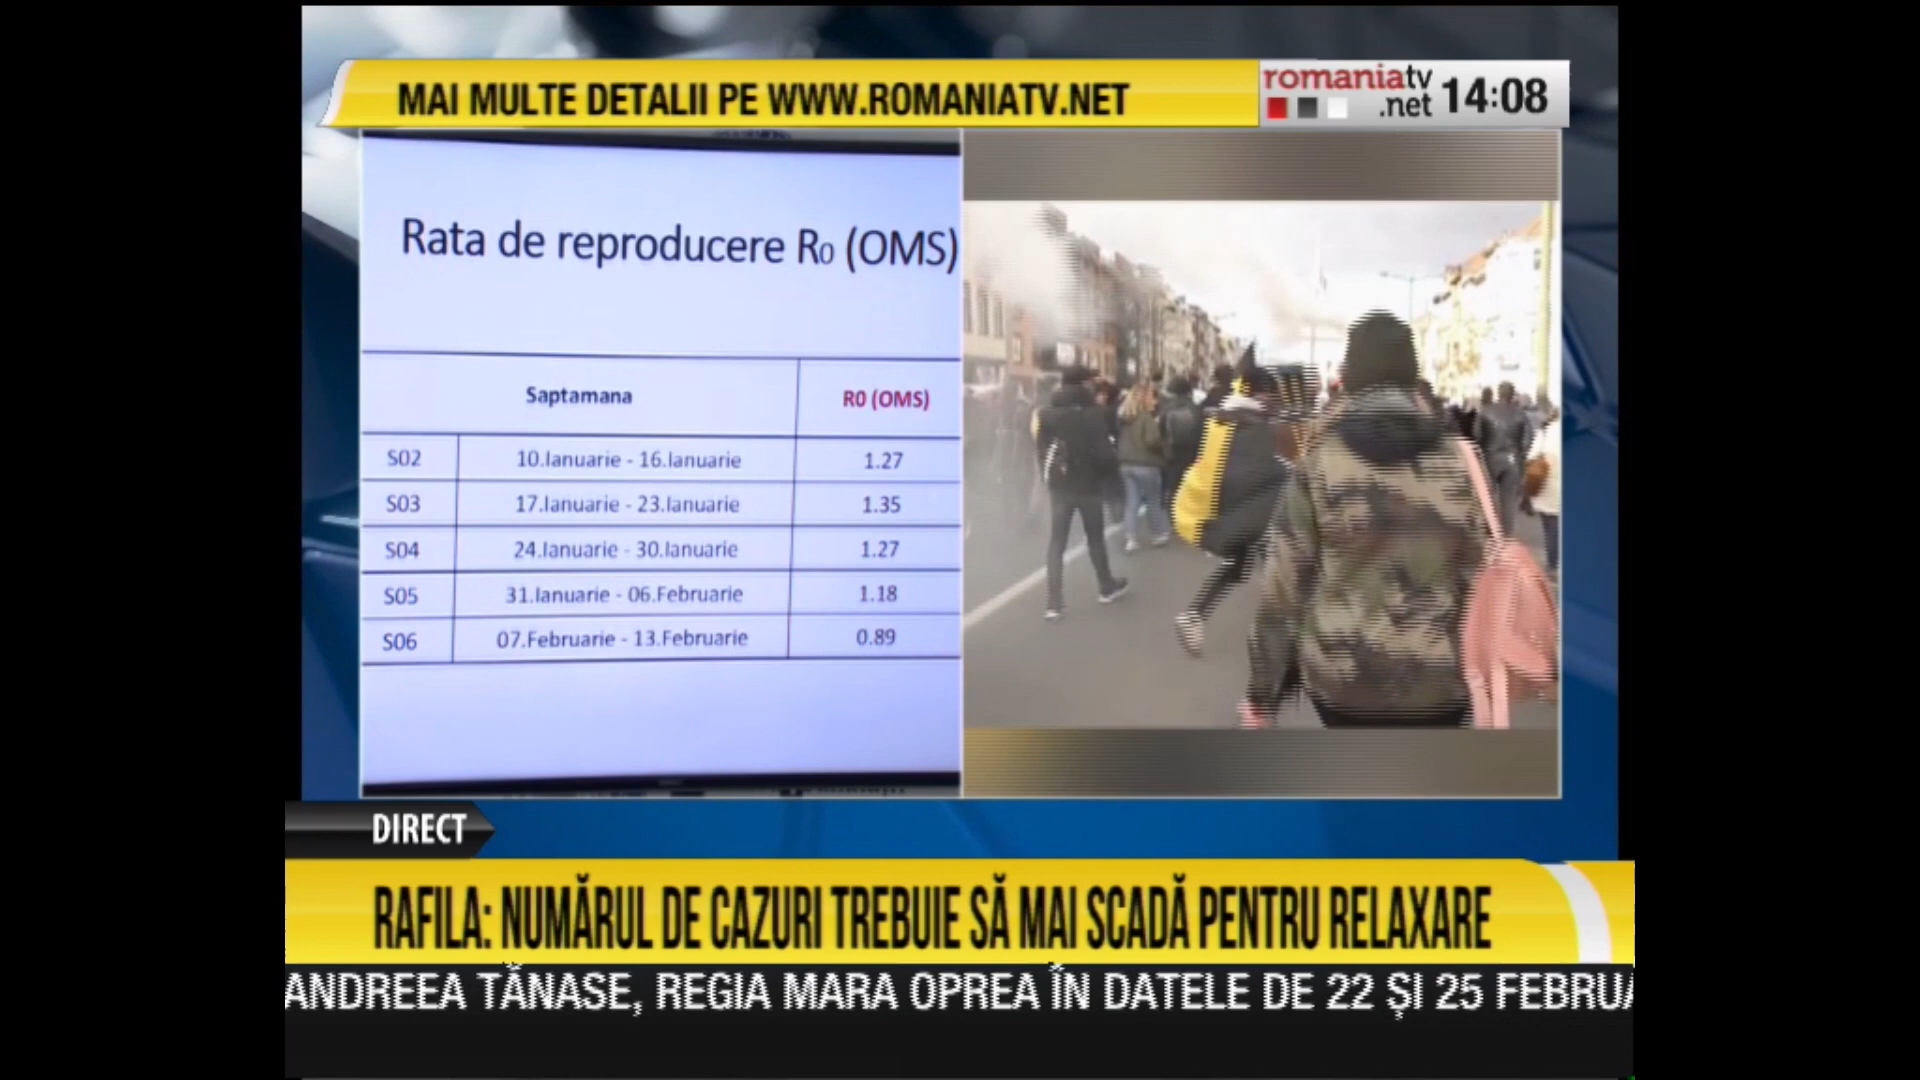 MAI MULTE DETALII PE WWW.ROMANIATV.NET
romaniatv
.net
14:08
Rata de reproducere R0 (OMS)
Saptamana
R0 (OMS)
S02 10.Ianuarie - 16.Ianuarie 1.27
S03 17.Ianuarie - 23.Ianuarie 1.35
S04 24.Ianuarie - 30.Ianuarie 1.27
S05 31.Ianuarie - 06.Februarie 1.18
S06 07.Februarie - 13.Februarie 0.89
DIRECT
RAFILA: NUMĂRUL DE CAZURI TREBUIE SĂ MAI SCADĂ PENTRU RELAXARE
ANDREEA TĂNASE, REGIA MARA OPREA ÎN DATELE DE 22 ȘI 25 FEBRUA